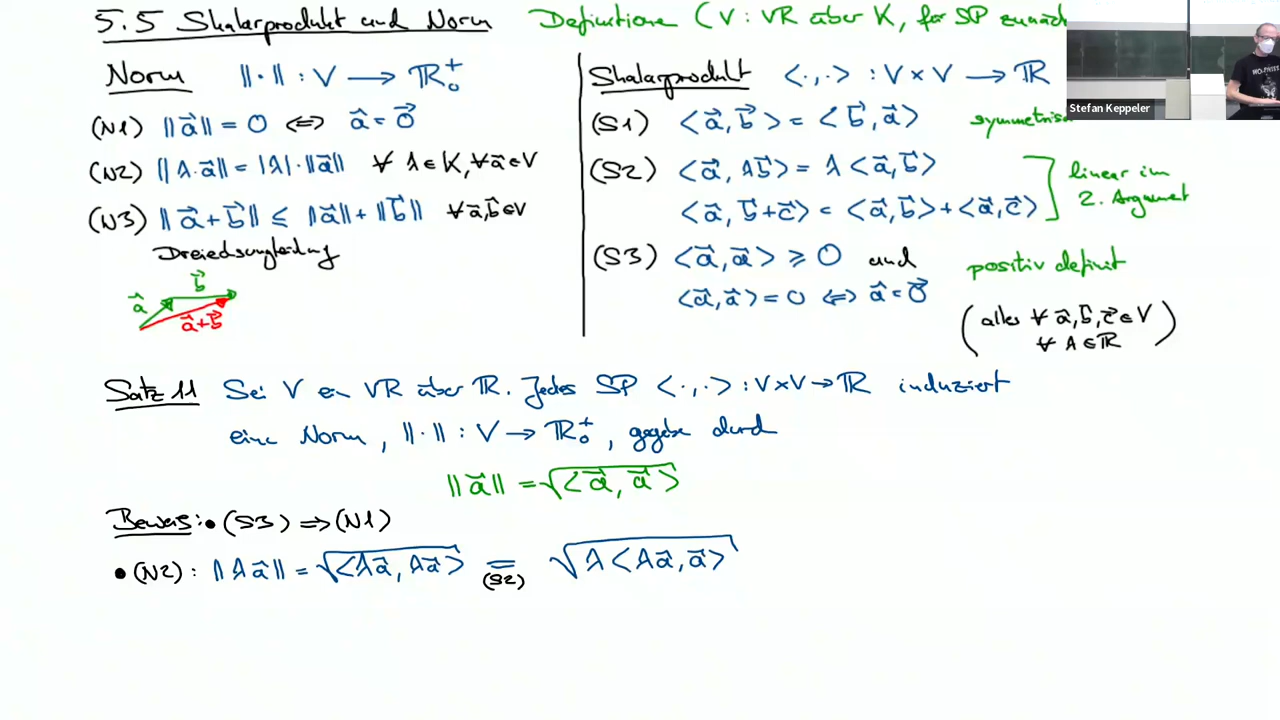 5.5 Skalarprodukt und Norm
Definitionen (V: VR über K, für SP zunäch
Norm ‖·‖ : V → ℝ₀⁺
(N1) ‖a⃗‖ = 0 ⇔ a⃗ = 0⃗
(N2) ‖λ·a⃗‖ = |λ|·‖a⃗‖ ∀ λ∈K, ∀ a⃗∈V
(N3) ‖a⃗+b⃗‖ ≤ ‖a⃗‖+‖b⃗‖ ∀ a⃗,b⃗∈V
Dreiecksungleichung
b⃗
a⃗
a⃗+b⃗
Skalarprodukt <·,·> : V×V → ℝ
(S1) <a⃗,b⃗> = <b⃗,a⃗> symmetrisc
(S2) <a⃗,λb⃗> = λ<a⃗,b⃗>
<a⃗,b⃗+c⃗> = <a⃗,b⃗>+<a⃗,c⃗>
linear im
2. Argument
(S3) <a⃗,a⃗> ⩾ 0 und
<a⃗,a⃗> = 0 ⇔ a⃗ = 0⃗
positiv definit
(alles ∀ a⃗,b⃗,c⃗∈V
∀ λ∈ℝ)
Stefan Keppeler
Satz 11 Sei V ein VR über ℝ. Jedes SP <·,·> : V×V → ℝ induziert
eine Norm, ‖·‖ : V → ℝ₀⁺, gegeben durch
‖a⃗‖ = √<a⃗,a⃗>
Beweis: • (S3) ⇒ (N1)
• (N2): ‖λa⃗‖ = √<λa⃗,λa⃗> = √λ<λa⃗,a⃗>
(S2)